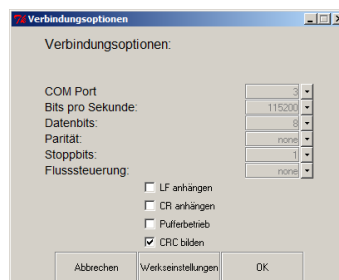 Verbindungsoptionen
Verbindungsoptionen:
COM Port 3
Bits pro Sekunde: 115200
Datenbits: 8
Parität: none
Stoppbits: 1
Flusssteuerung: none
LF anhängen
CR anhängen
Pufferbetrieb
CRC bilden
Abbrechen Werkseinstellungen OK